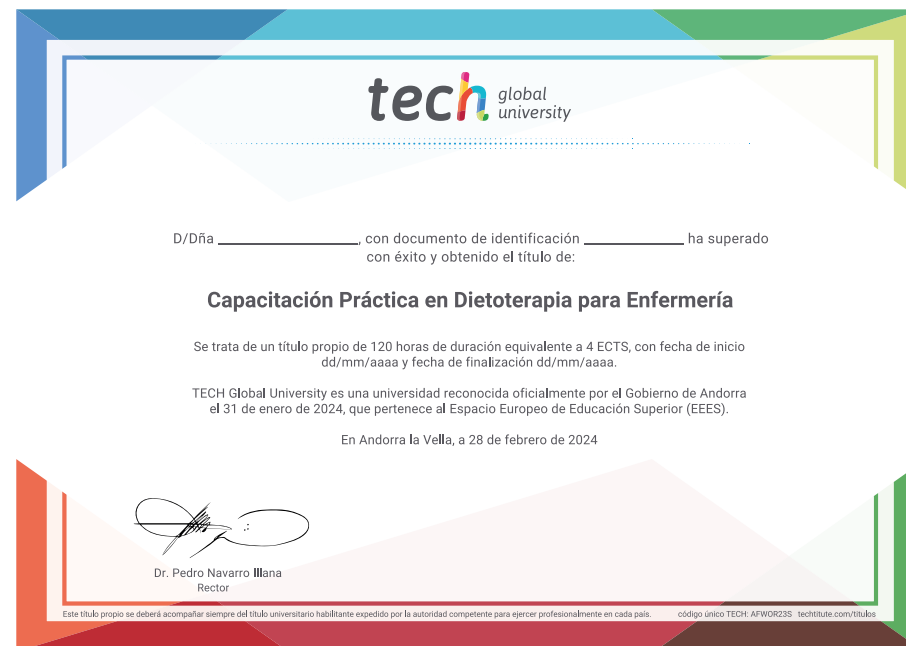 tech global university
D/Dña ____________________, con documento de identificación ______________ ha superado
con éxito y obtenido el título de:
Capacitación Práctica en Dietoterapia para Enfermería
Se trata de un título propio de 120 horas de duración equivalente a 4 ECTS, con fecha de inicio
dd/mm/aaaa y fecha de finalización dd/mm/aaaa.
TECH Global University es una universidad reconocida oficialmente por el Gobierno de Andorra
el 31 de enero de 2024, que pertenece al Espacio Europeo de Educación Superior (EEES).
En Andorra la Vella, a 28 de febrero de 2024
Dr. Pedro Navarro Illana
Rector
Este título propio se deberá acompañar siempre del título universitario habilitante expedido por la autoridad competente para ejercer profesionalmente en cada país. código único TECH: AFWOR23S techtitute.com/titulos